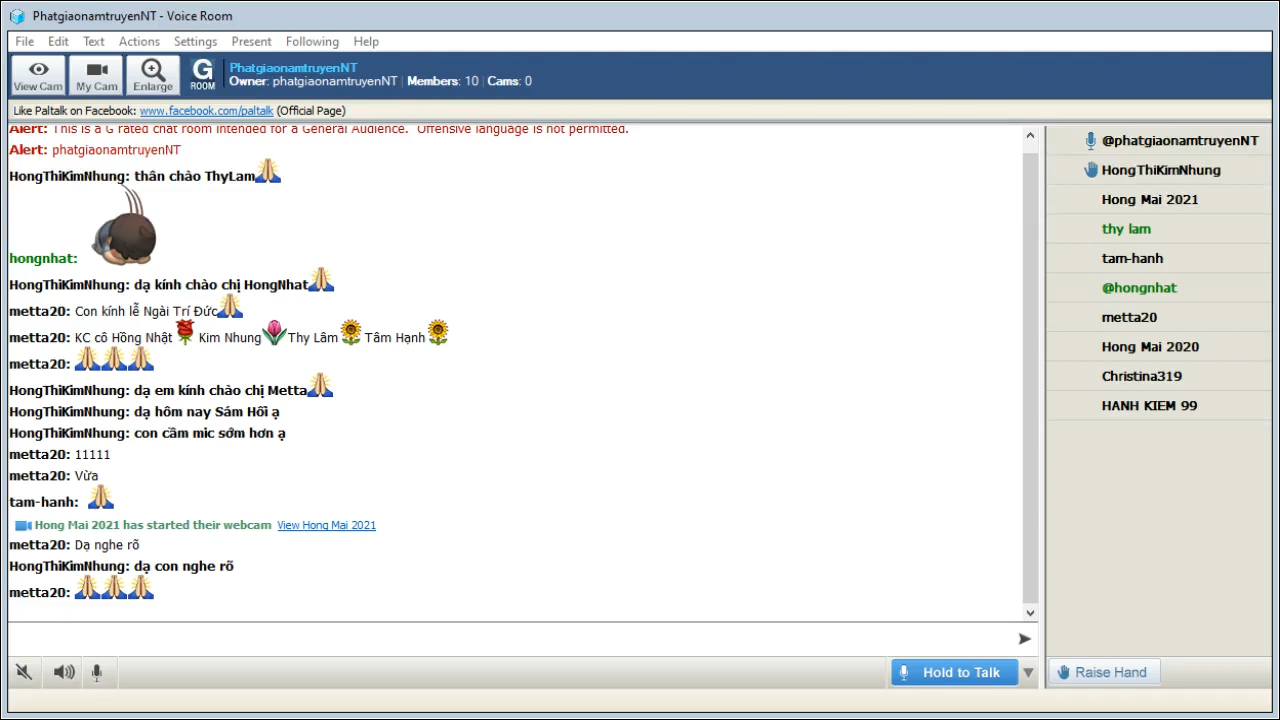 PhatgiaonamtruyenNT - Voice Room
File Edit Text Actions Settings Present Following Help
View Cam My Cam Enlarge G ROOM
PhatgiaonamtruyenNT
Owner: phatgiaonamtruyenNT | Members: 10 | Cams: 0
Like Paltalk on Facebook: www.facebook.com/paltalk (Official Page)
Alert: This is a G rated chat room intended for a General Audience. Offensive language is not permitted.
Alert: phatgiaonamtruyenNT
HongThiKimNhung: thân chào ThyLam
hongnhat:
HongThiKimNhung: dạ kính chào chị HongNhat
metta20: Con kính lễ Ngài Trí Đức
metta20: KC cô Hồng Nhật Kim Nhung Thy Lâm Tâm Hạnh
metta20:
HongThiKimNhung: dạ em kính chào chị Metta
HongThiKimNhung: dạ hôm nay Sám Hối ạ
HongThiKimNhung: con cầm mic sớm hơn ạ
metta20: 11111
metta20: Vừa
tam-hanh:
Hong Mai 2021 has started their webcam View Hong Mai 2021
metta20: Dạ nghe rõ
HongThiKimNhung: dạ con nghe rõ
metta20:
@phatgiaonamtruyenNT
HongThiKimNhung
Hong Mai 2021
thy lam
tam-hanh
@hongnhat
metta20
Hong Mai 2020
Christina319
HANH KIEM 99
Hold to Talk
Raise Hand